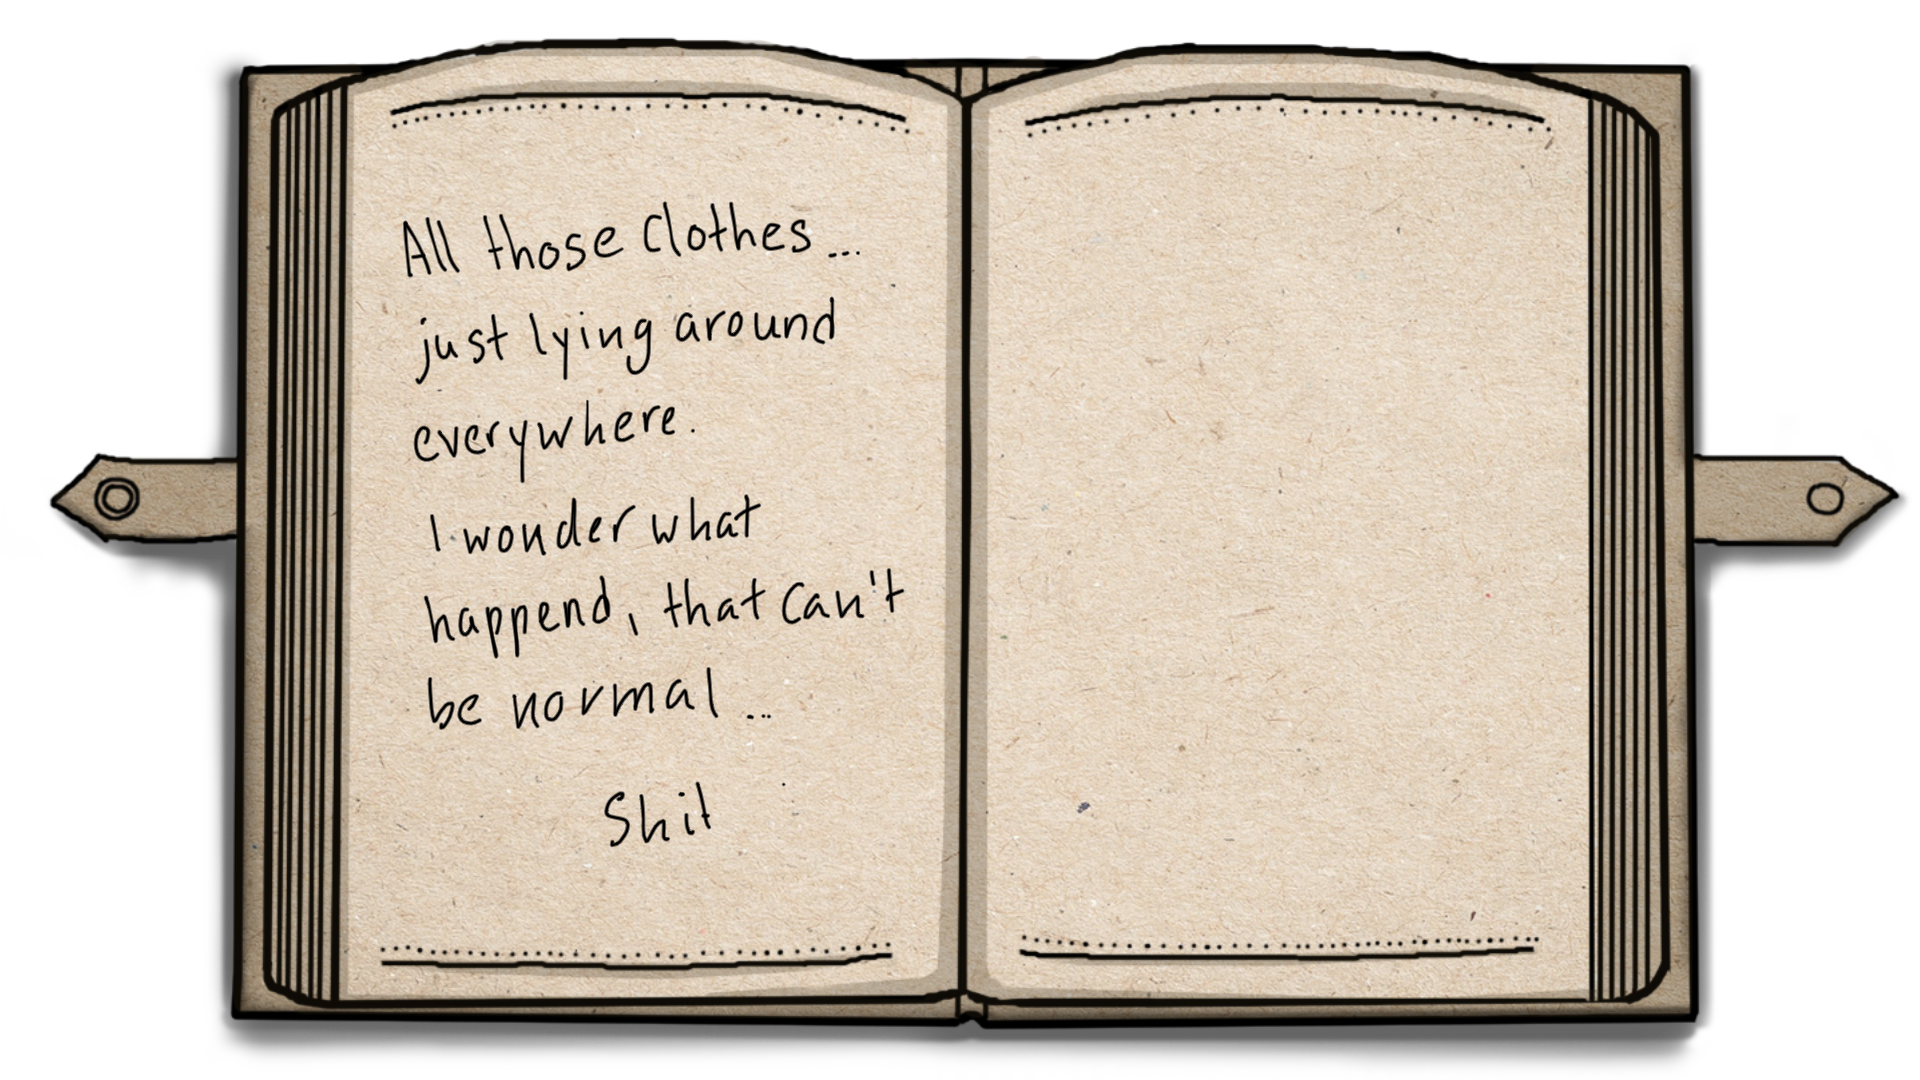 All those clothes...
just lying around
everywhere.
I wonder what
happend, that can't
be normal...
Shit